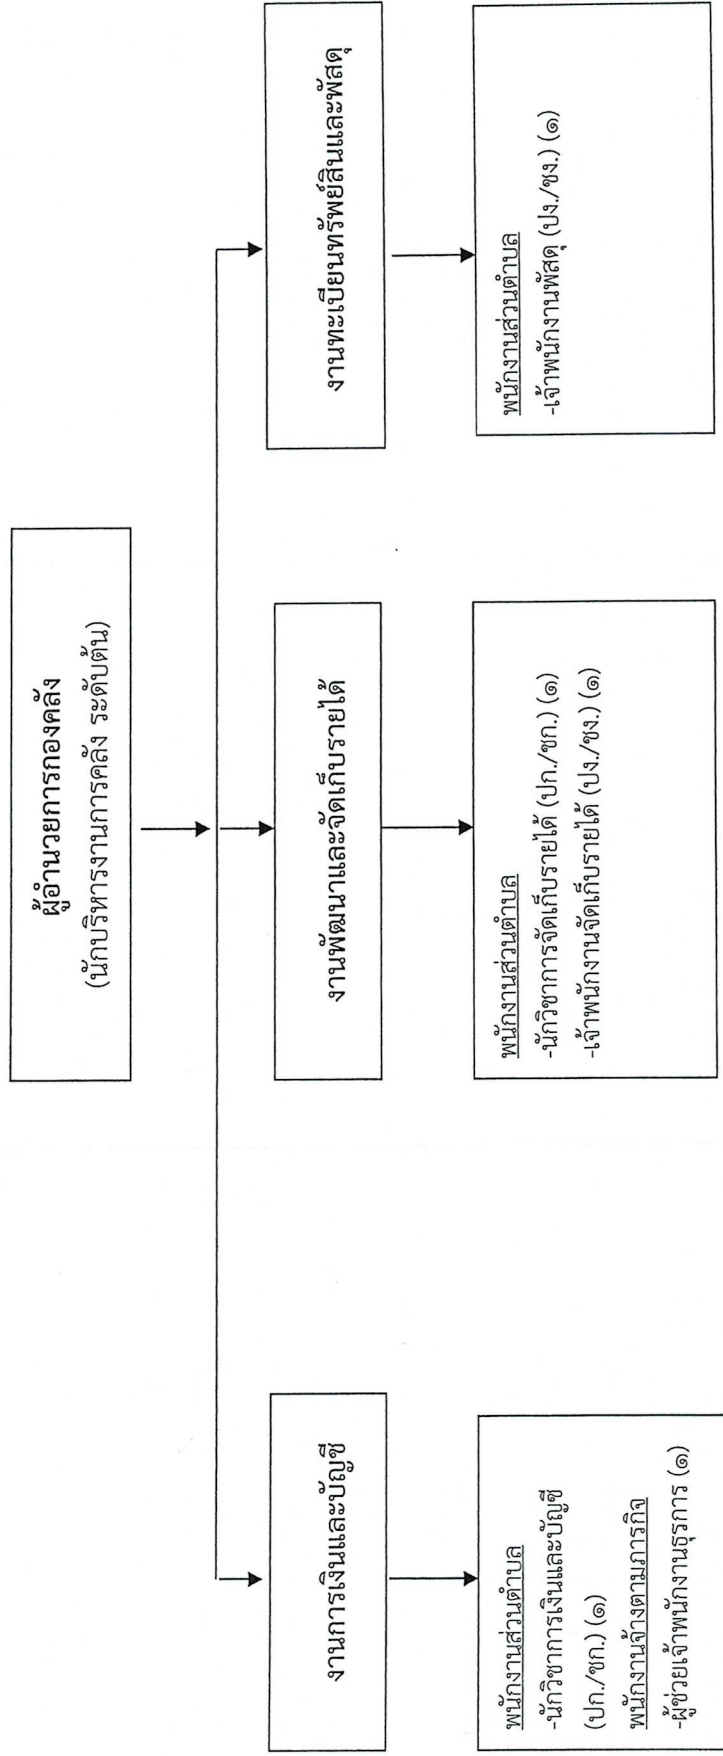 ผู้อำนวยการกองคลัง
(นักบริหารงานการคลัง ระดับต้น)
งานการเงินและบัญชี
พนักงานส่วนตำบล
-นักวิชาการเงินและบัญชี
(ปก./ชก.) (๑)
พนักงานจ้างตามภารกิจ
-ผู้ช่วยเจ้าพนักงานธุรการ (๑)
งานพัฒนาและจัดเก็บรายได้
พนักงานส่วนตำบล
-นักวิชาการจัดเก็บรายได้ (ปก./ชก.) (๑)
-เจ้าพนักงานจัดเก็บรายได้ (ปง./ชง.) (๑)
งานทะเบียนทรัพย์สินและพัสดุ
พนักงานส่วนตำบล
-เจ้าพนักงานพัสดุ (ปง./ชง.) (๑)